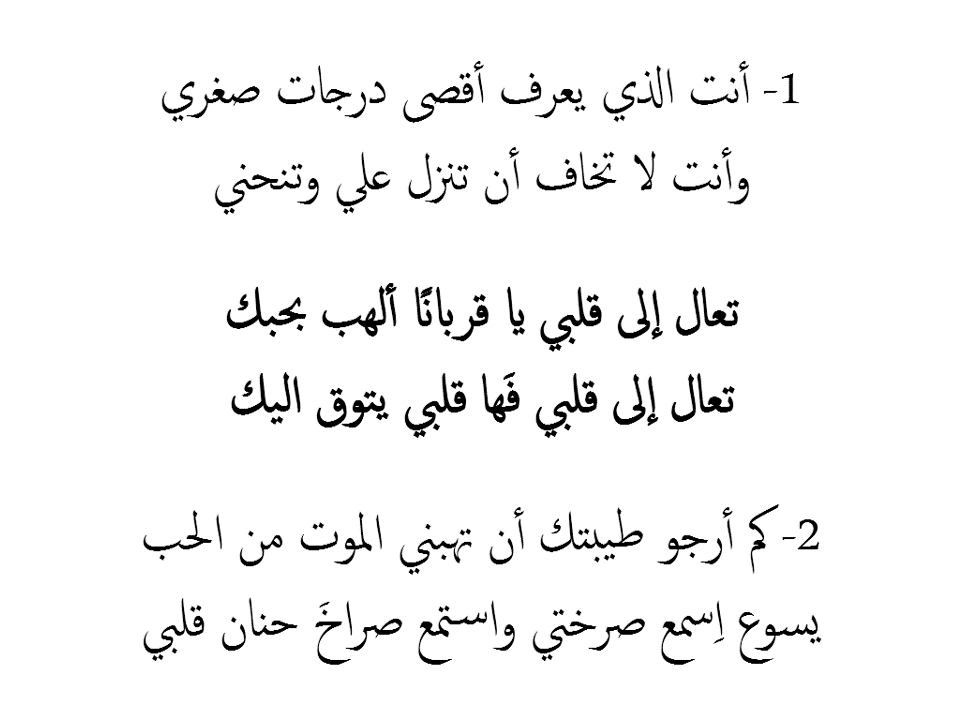 1- أنت الذي يعرف أقصى درجات صغري
وأنت لا تخاف أن تنزل علي وتنحني
تعال إلى قلبي يا قربانًا ألهب بحبك
تعال إلى قلبي فَها قلبي يتوق اليك
2- كم أرجو طيبتك أن تهبني الموت من الحب
يسوع اِسمع صرختي واستمع صراخَ حنان قلبي